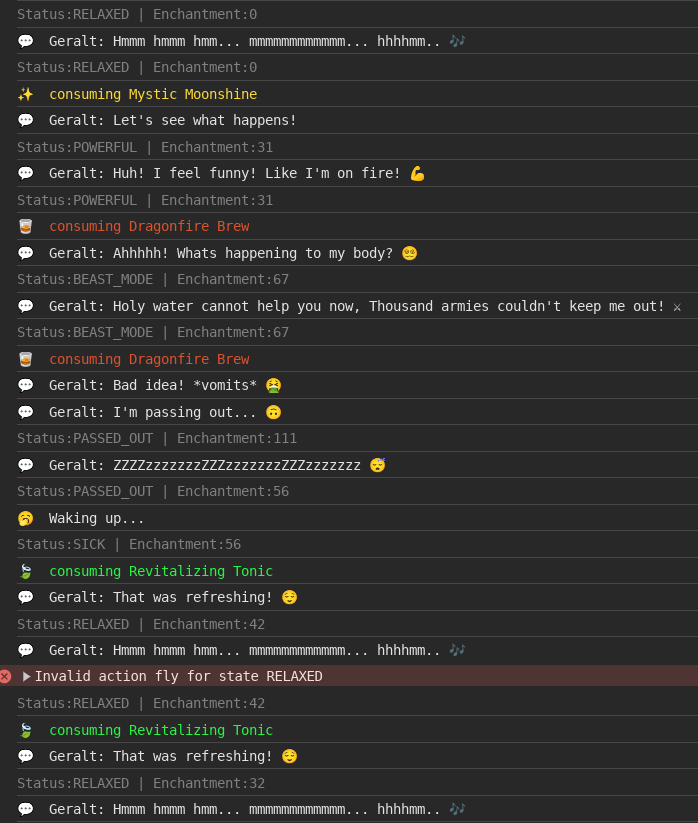 Status:RELAXED | Enchantment:0
💬 Geralt: Hmmm hmmm hmm... mmmmmmmmmmmm... hhhhmm.. 🎶
Status:RELAXED | Enchantment:0
✨ consuming Mystic Moonshine
💬 Geralt: Let's see what happens!
Status:POWERFUL | Enchantment:31
💬 Geralt: Huh! I feel funny! Like I'm on fire! 💪
Status:POWERFUL | Enchantment:31
🥃 consuming Dragonfire Brew
💬 Geralt: Ahhhhh! Whats happening to my body? 😵‍💫
Status:BEAST_MODE | Enchantment:67
💬 Geralt: Holy water cannot help you now, Thousand armies couldn't keep me out! ⚔
Status:BEAST_MODE | Enchantment:67
🥃 consuming Dragonfire Brew
💬 Geralt: Bad idea! *vomits* 🤮
💬 Geralt: I'm passing out... 🙃
Status:PASSED_OUT | Enchantment:111
💬 Geralt: ZZZZzzzzzzzZZZzzzzzzzZZZzzzzzzz 😴
Status:PASSED_OUT | Enchantment:56
🥱 Waking up...
Status:SICK | Enchantment:56
🍃 consuming Revitalizing Tonic
💬 Geralt: That was refreshing! 😌
Status:RELAXED | Enchantment:42
💬 Geralt: Hmmm hmmm hmm... mmmmmmmmmmmm... hhhhmm.. 🎶
Invalid action fly for state RELAXED
Status:RELAXED | Enchantment:42
🍃 consuming Revitalizing Tonic
💬 Geralt: That was refreshing! 😌
Status:RELAXED | Enchantment:32
💬 Geralt: Hmmm hmmm hmm... mmmmmmmmmmmm... hhhhmm.. 🎶